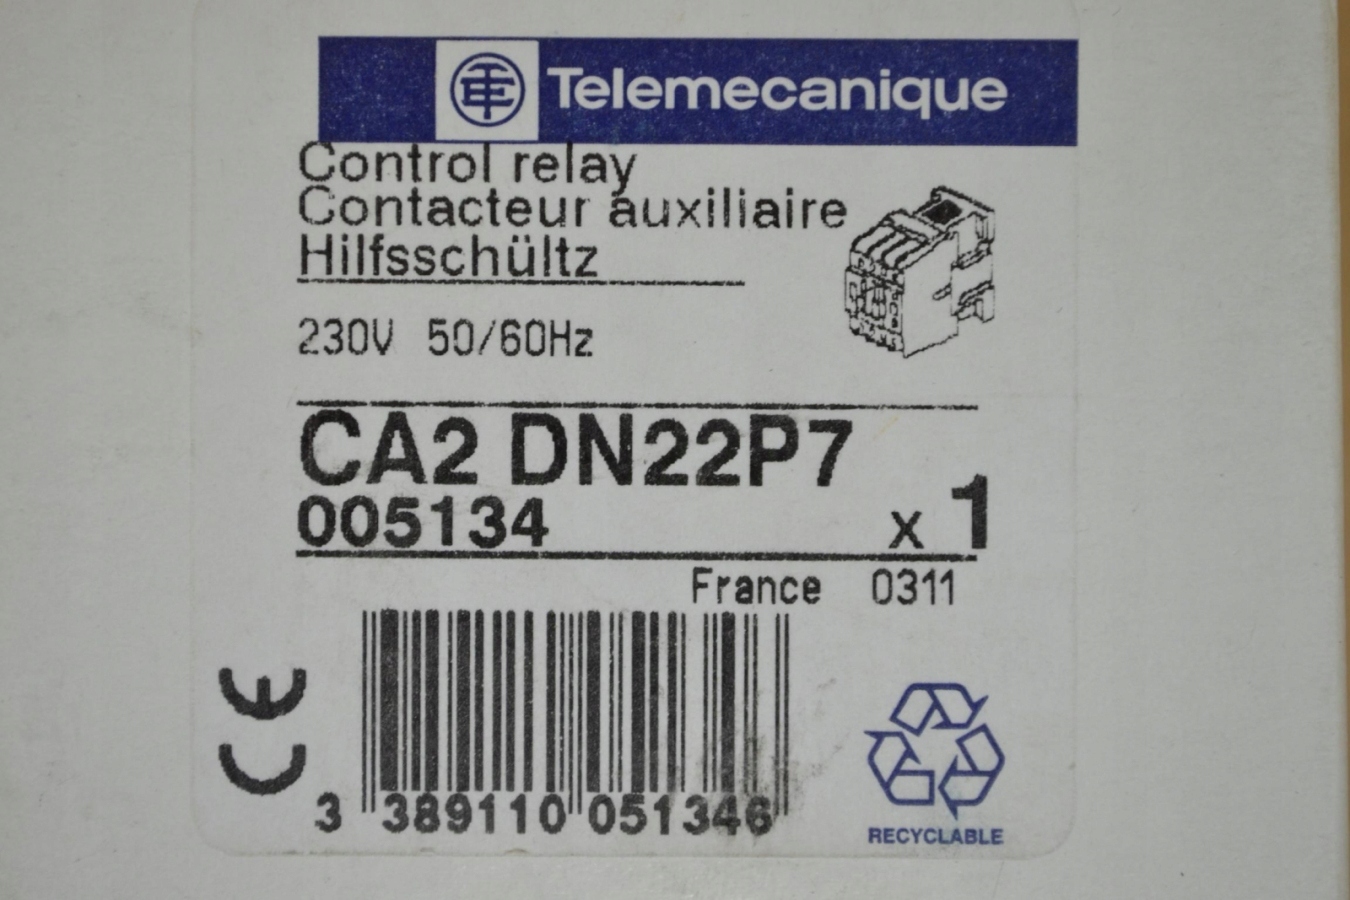 Telemecanique
Control relay
Contacteur auxiliaire
Hilfsschültz
230V 50/60Hz
CA2 DN22P7
005134 x 1
France 0311
CE
3 389110 051346
RECYCLABLE